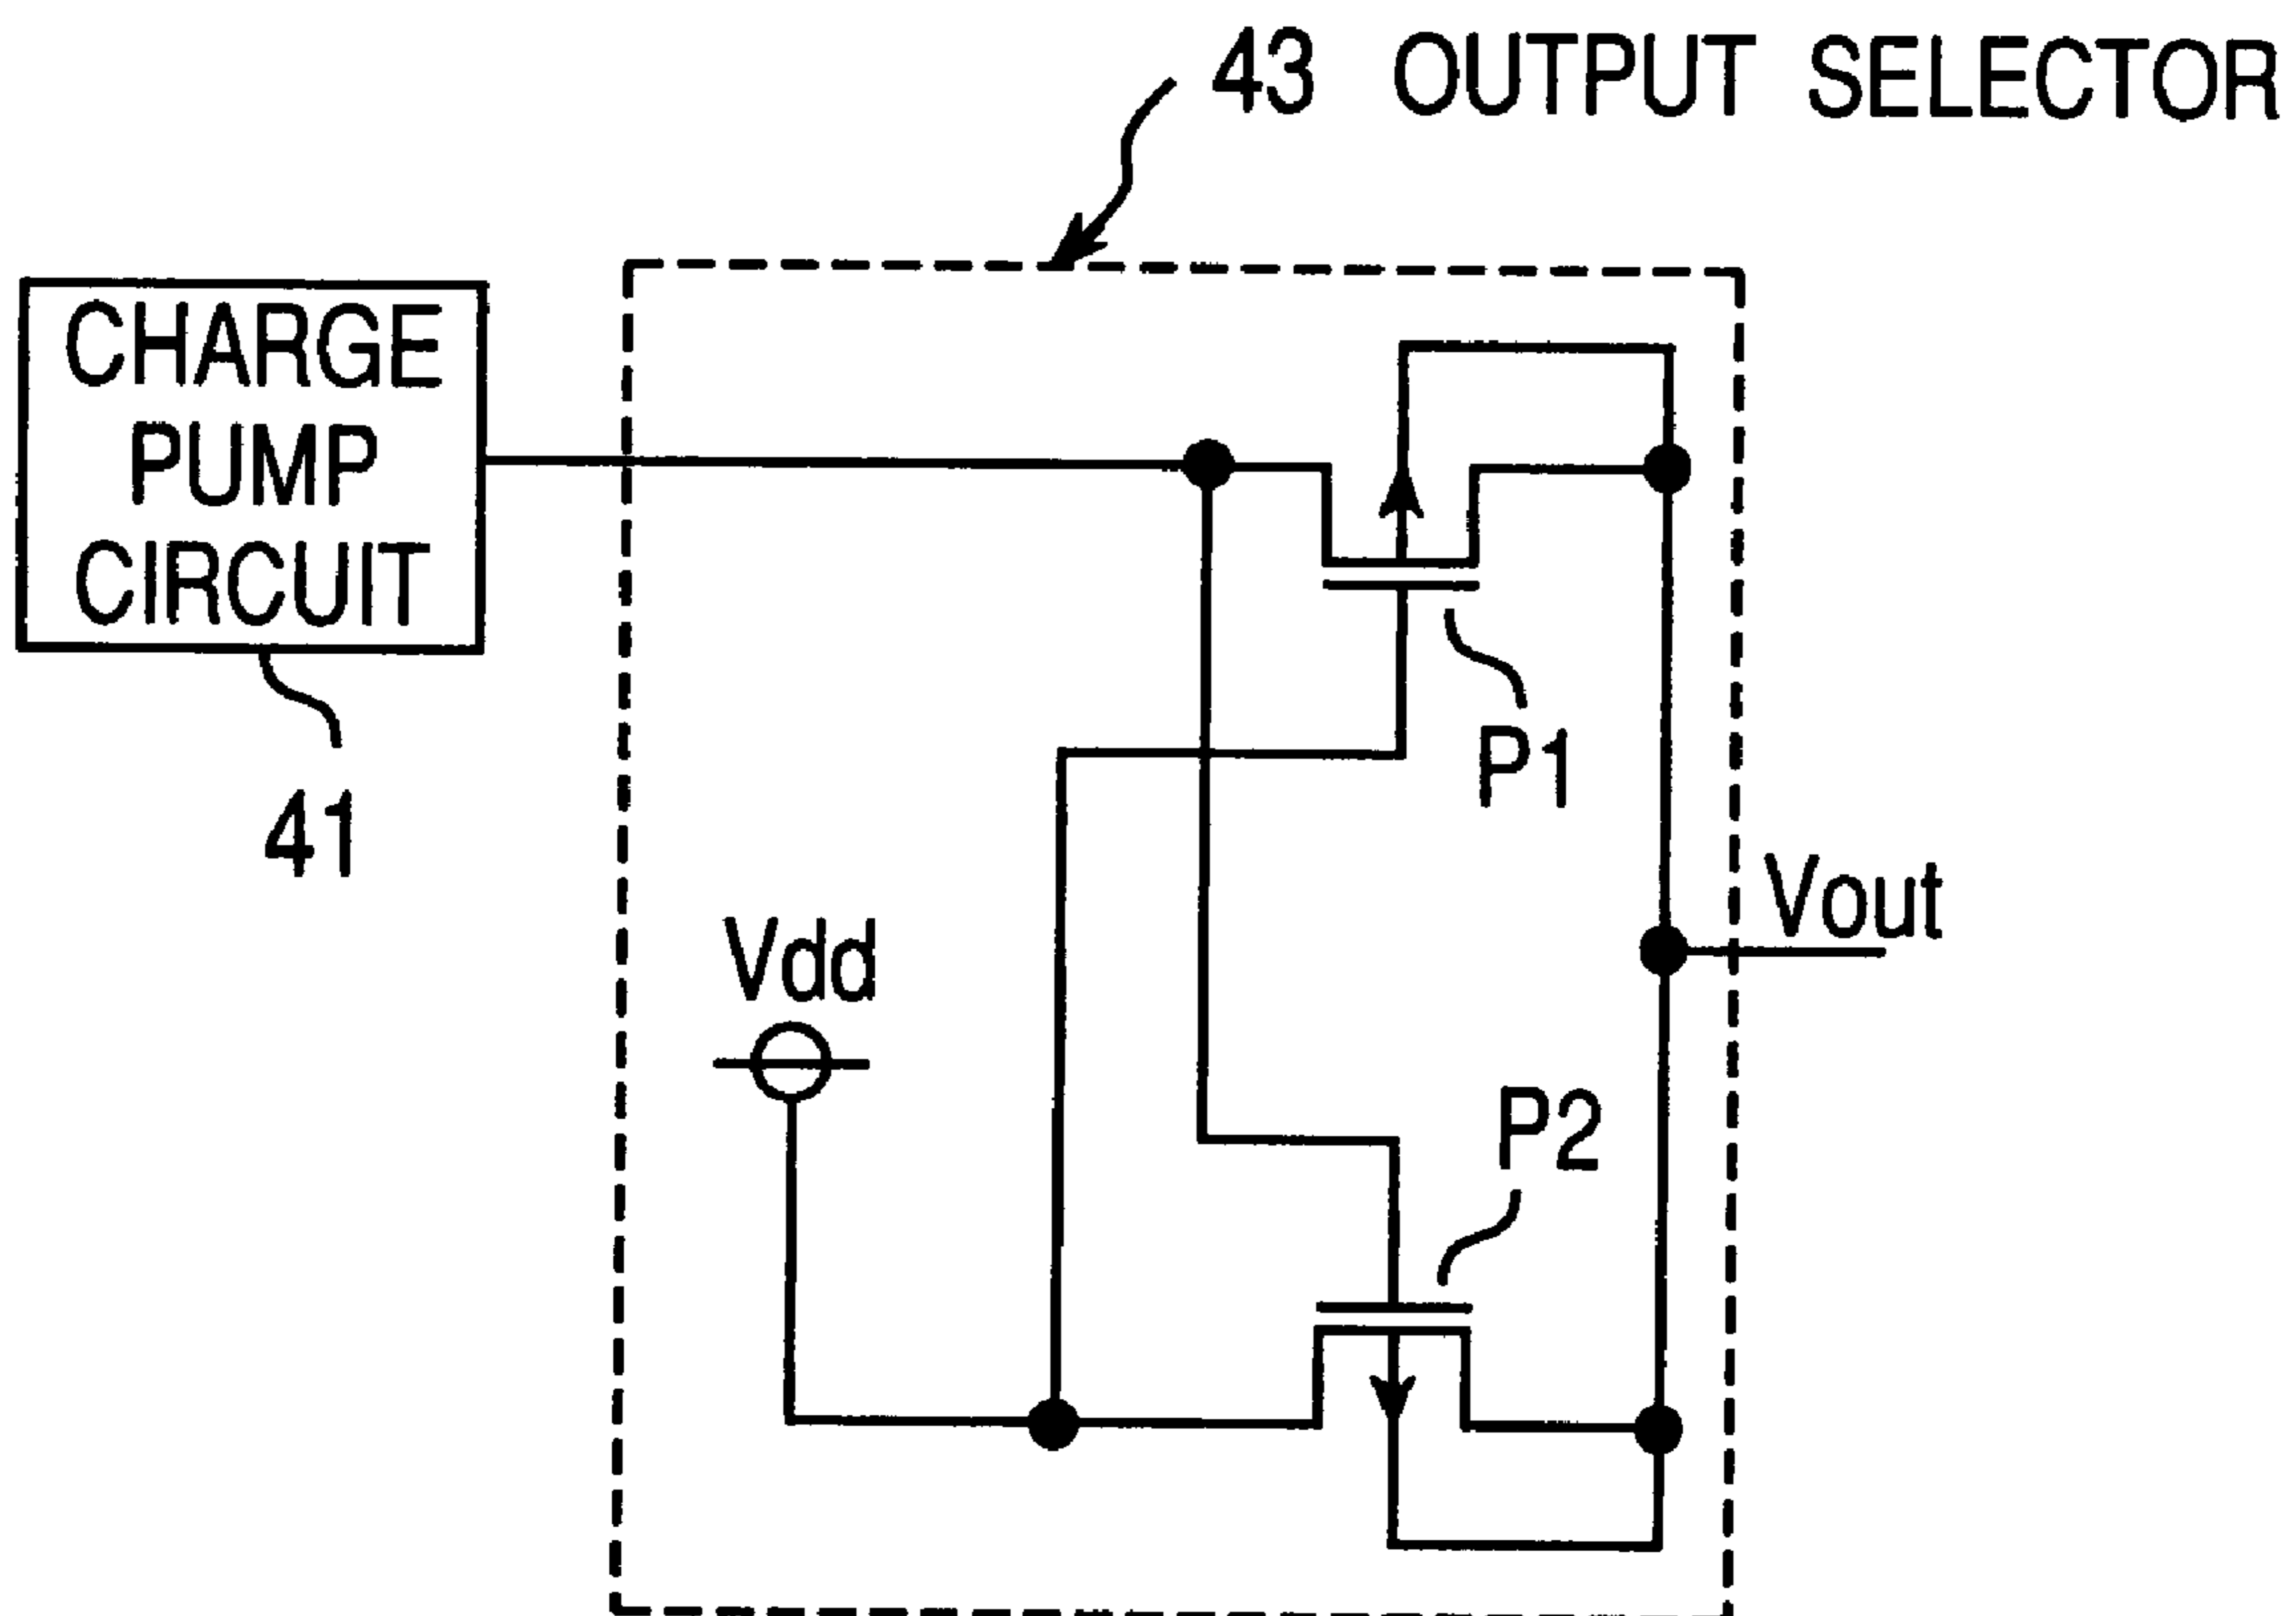 43 OUTPUT SELECTOR
CHARGE
PUMP
CIRCUIT
41
P1
Vout
Vdd
P2